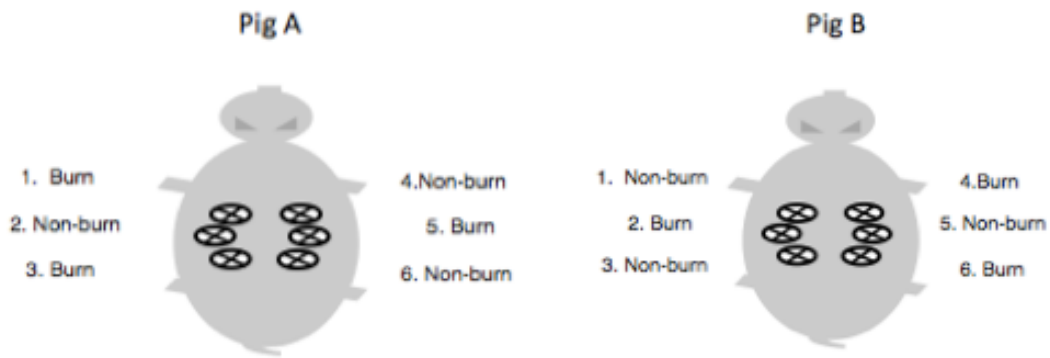 Pig A
1. Burn
2. Non-burn
3. Burn
4.Non-burn
5. Burn
6. Non-burn
Pig B
1. Non-burn
2. Burn
3. Non-burn
4.Burn
5. Non-burn
6. Burn